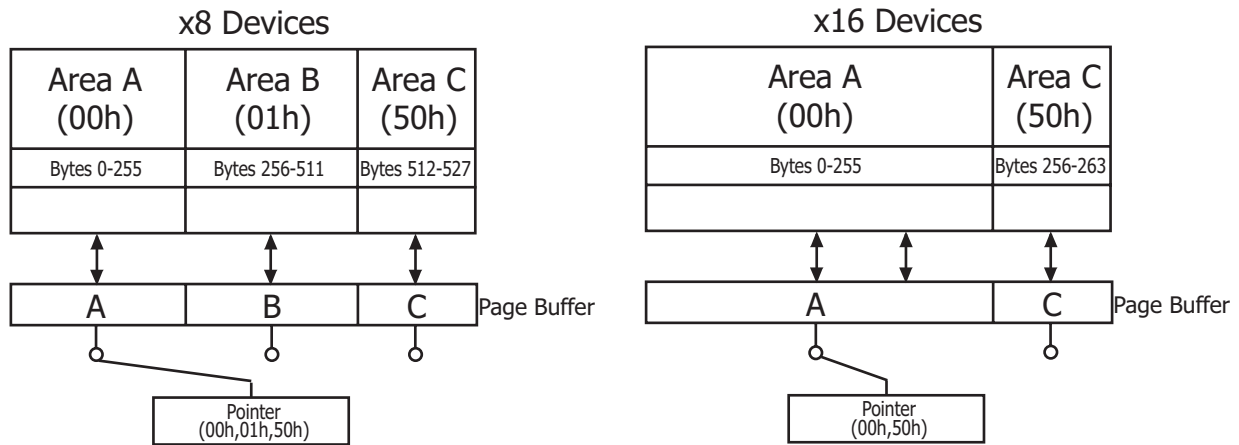 x8 Devices
Area A
(00h)
Area B
(01h)
Area C
(50h)
Bytes 0-255
Bytes 256-511
Bytes 512-527
A
B
C
Page Buffer
Pointer
(00h,01h,50h)
x16 Devices
Area A
(00h)
Area C
(50h)
Bytes 0-255
Bytes 256-263
A
C
Page Buffer
Pointer
(00h,50h)